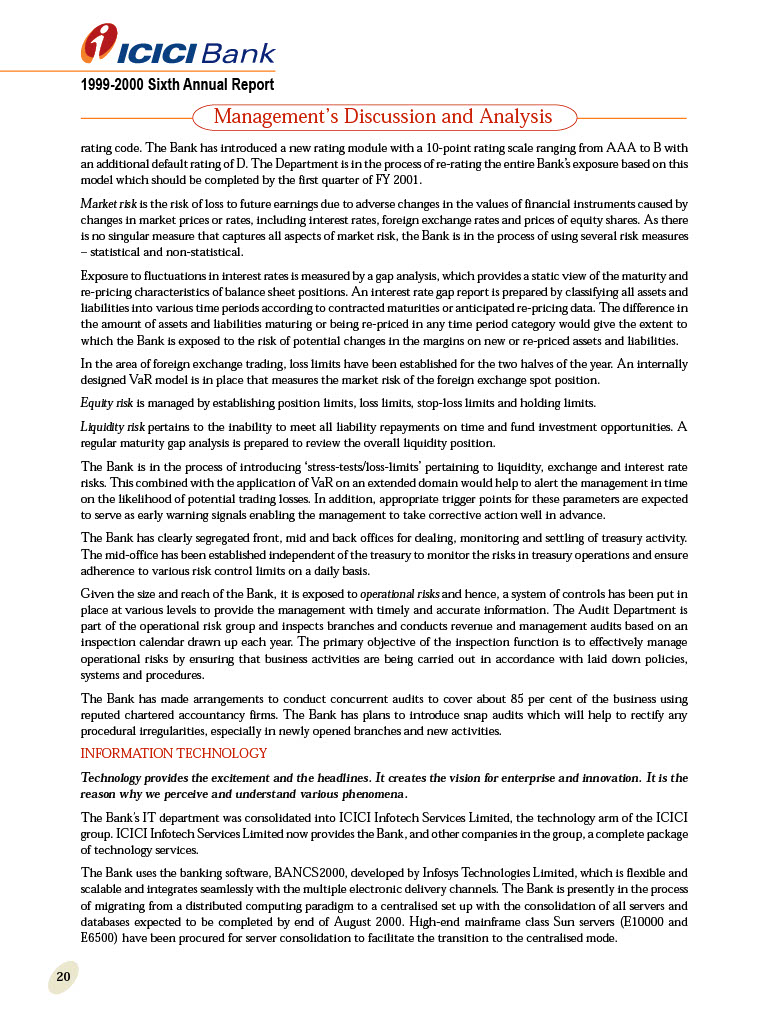 ICICI Bank
1999-2000 Sixth Annual Report
Management's Discussion and Analysis
rating code. The Bank has introduced a new rating module with a 10-point rating scale ranging from AAA to B with
an additional default rating of D. The Department is in the process of re-rating the entire Bank's exposure based on this
model which should be completed by the first quarter of FY 2001.
Market risk is the risk of loss to future earnings due to adverse changes in the values of financial instruments caused by
changes in market prices or rates, including interest rates, foreign exchange rates and prices of equity shares. As there
is no singular measure that captures all aspects of market risk, the Bank is in the process of using several risk measures
– statistical and non-statistical.
Exposure to fluctuations in interest rates is measured by a gap analysis, which provides a static view of the maturity and
re-pricing characteristics of balance sheet positions. An interest rate gap report is prepared by classifying all assets and
liabilities into various time periods according to contracted maturities or anticipated re-pricing data. The difference in
the amount of assets and liabilities maturing or being re-priced in any time period category would give the extent to
which the Bank is exposed to the risk of potential changes in the margins on new or re-priced assets and liabilities.
In the area of foreign exchange trading, loss limits have been established for the two halves of the year. An internally
designed VaR model is in place that measures the market risk of the foreign exchange spot position.
Equity risk is managed by establishing position limits, loss limits, stop-loss limits and holding limits.
Liquidity risk pertains to the inability to meet all liability repayments on time and fund investment opportunities. A
regular maturity gap analysis is prepared to review the overall liquidity position.
The Bank is in the process of introducing 'stress-tests/loss-limits' pertaining to liquidity, exchange and interest rate
risks. This combined with the application of VaR on an extended domain would help to alert the management in time
on the likelihood of potential trading losses. In addition, appropriate trigger points for these parameters are expected
to serve as early warning signals enabling the management to take corrective action well in advance.
The Bank has clearly segregated front, mid and back offices for dealing, monitoring and settling of treasury activity.
The mid-office has been established independent of the treasury to monitor the risks in treasury operations and ensure
adherence to various risk control limits on a daily basis.
Given the size and reach of the Bank, it is exposed to operational risks and hence, a system of controls has been put in
place at various levels to provide the management with timely and accurate information. The Audit Department is
part of the operational risk group and inspects branches and conducts revenue and management audits based on an
inspection calendar drawn up each year. The primary objective of the inspection function is to effectively manage
operational risks by ensuring that business activities are being carried out in accordance with laid down policies,
systems and procedures.
The Bank has made arrangements to conduct concurrent audits to cover about 85 per cent of the business using
reputed chartered accountancy firms. The Bank has plans to introduce snap audits which will help to rectify any
procedural irregularities, especially in newly opened branches and new activities.
INFORMATION TECHNOLOGY
Technology provides the excitement and the headlines. It creates the vision for enterprise and innovation. It is the
reason why we perceive and understand various phenomena.
The Bank's IT department was consolidated into ICICI Infotech Services Limited, the technology arm of the ICICI
group. ICICI Infotech Services Limited now provides the Bank, and other companies in the group, a complete package
of technology services.
The Bank uses the banking software, BANCS2000, developed by Infosys Technologies Limited, which is flexible and
scalable and integrates seamlessly with the multiple electronic delivery channels. The Bank is presently in the process
of migrating from a distributed computing paradigm to a centralised set up with the consolidation of all servers and
databases expected to be completed by end of August 2000. High-end mainframe class Sun servers (E10000 and
E6500) have been procured for server consolidation to facilitate the transition to the centralised mode.
20